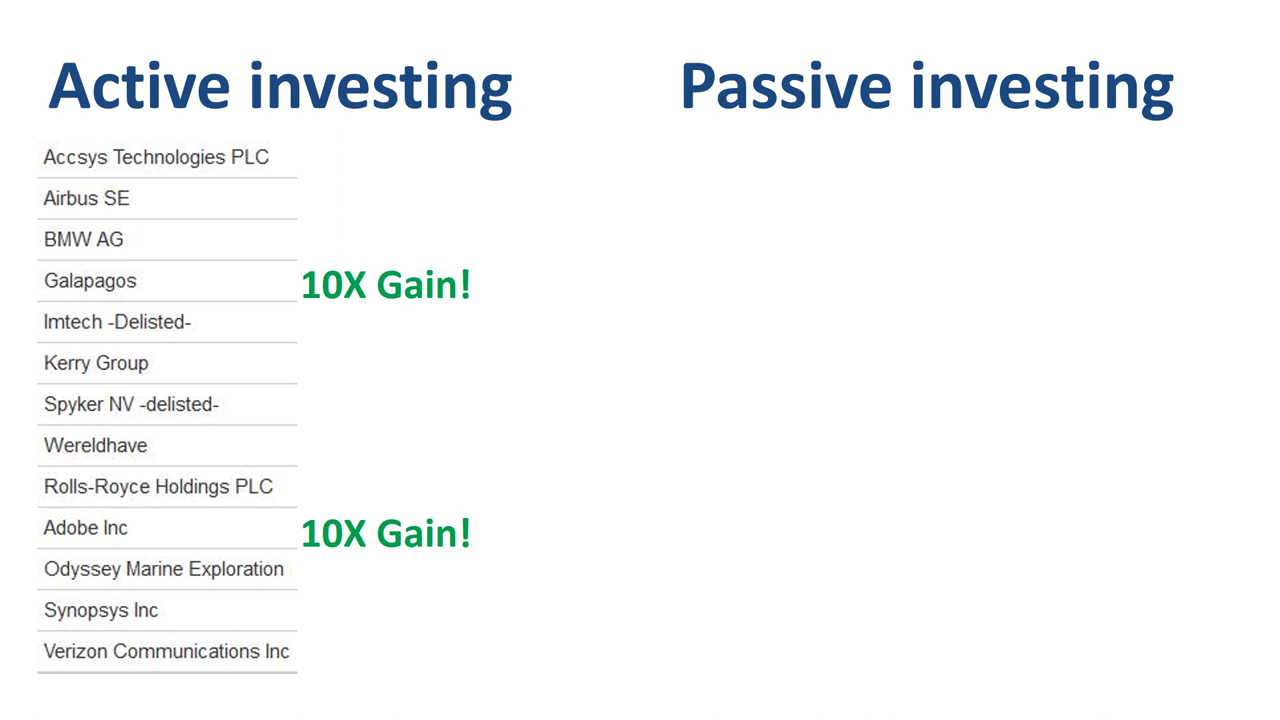 Active investing
Passive investing
Accsys Technologies PLC
Airbus SE
BMW AG
Galapagos
10X Gain!
Imtech -Delisted-
Kerry Group
Spyker NV -delisted-
Wereldhave
Rolls-Royce Holdings PLC
Adobe Inc
10X Gain!
Odyssey Marine Exploration
Synopsys Inc
Verizon Communications Inc